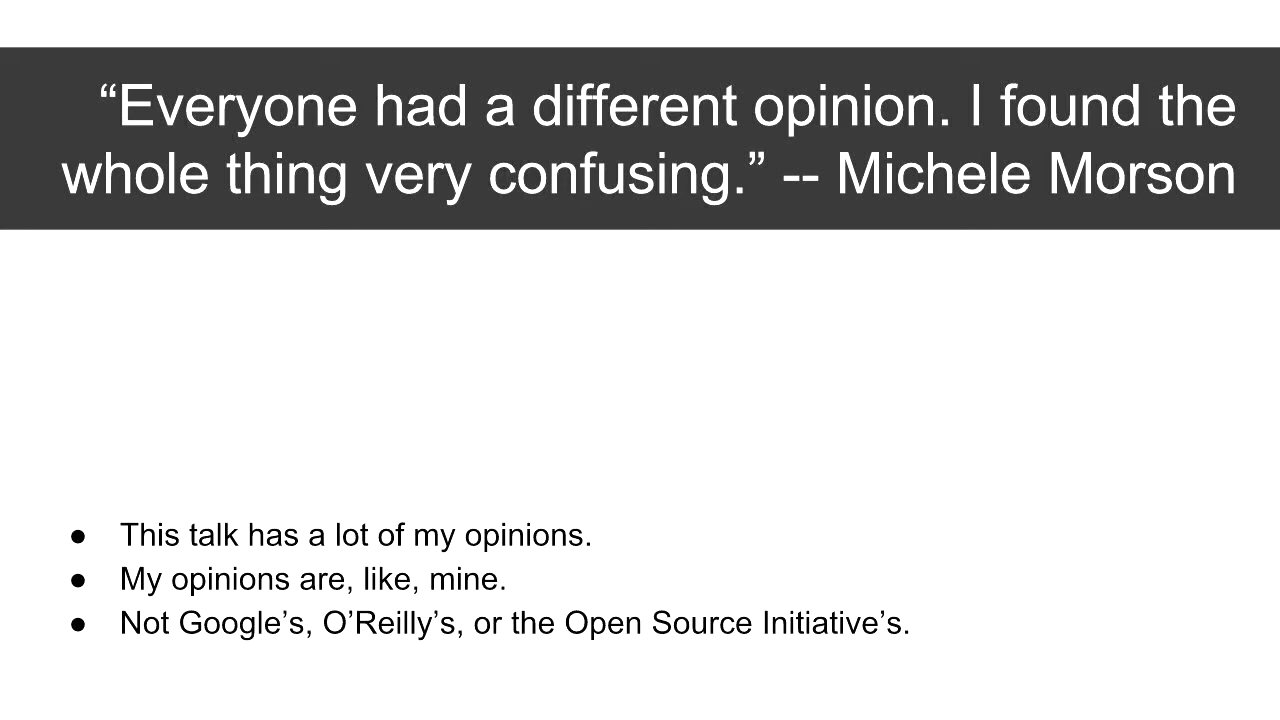 “Everyone had a different opinion. I found the
whole thing very confusing.” -- Michele Morson
● This talk has a lot of my opinions.
● My opinions are, like, mine.
● Not Google’s, O’Reilly’s, or the Open Source Initiative’s.